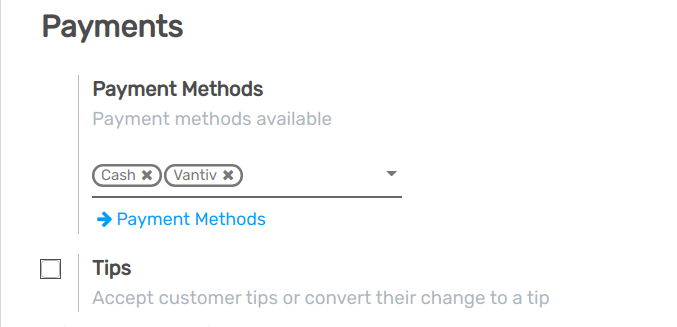 Payments
Payment Methods
Payment methods available
Cash Vantiv
Payment Methods
Tips
Accept customer tips or convert their change to a tip